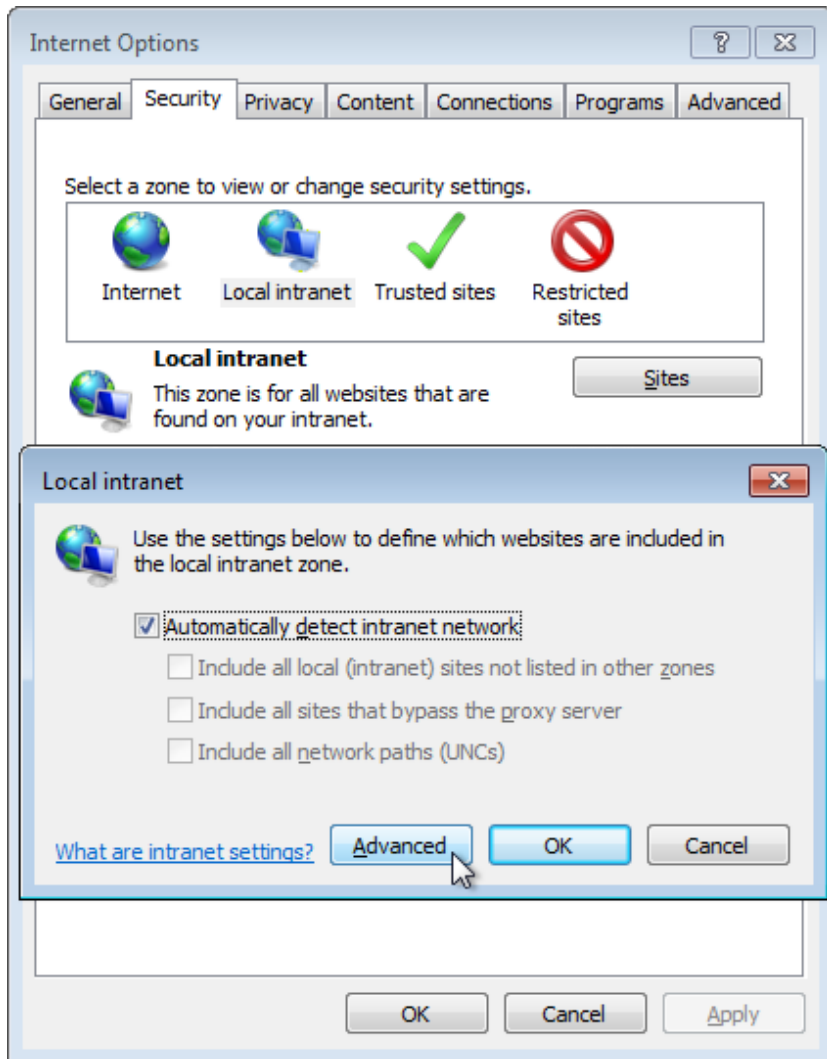 Internet Options
General Security Privacy Content Connections Programs Advanced
Select a zone to view or change security settings.
Internet Local intranet Trusted sites Restricted
sites
Local intranet
Sites
This zone is for all websites that are
found on your intranet.
Local intranet
Use the settings below to define which websites are included in
the local intranet zone.
Automatically detect intranet network
Include all local (intranet) sites not listed in other zones
Include all sites that bypass the proxy server
Include all network paths (UNCs)
What are intranet settings? Advanced OK Cancel
OK Cancel Apply